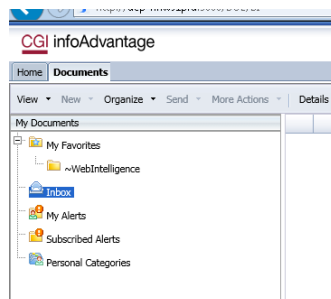 CGI infoAdvantage
Home Documents
View New Organize Send More Actions Details
My Documents
My Favorites
~WebIntelligence
Inbox
My Alerts
Subscribed Alerts
Personal Categories